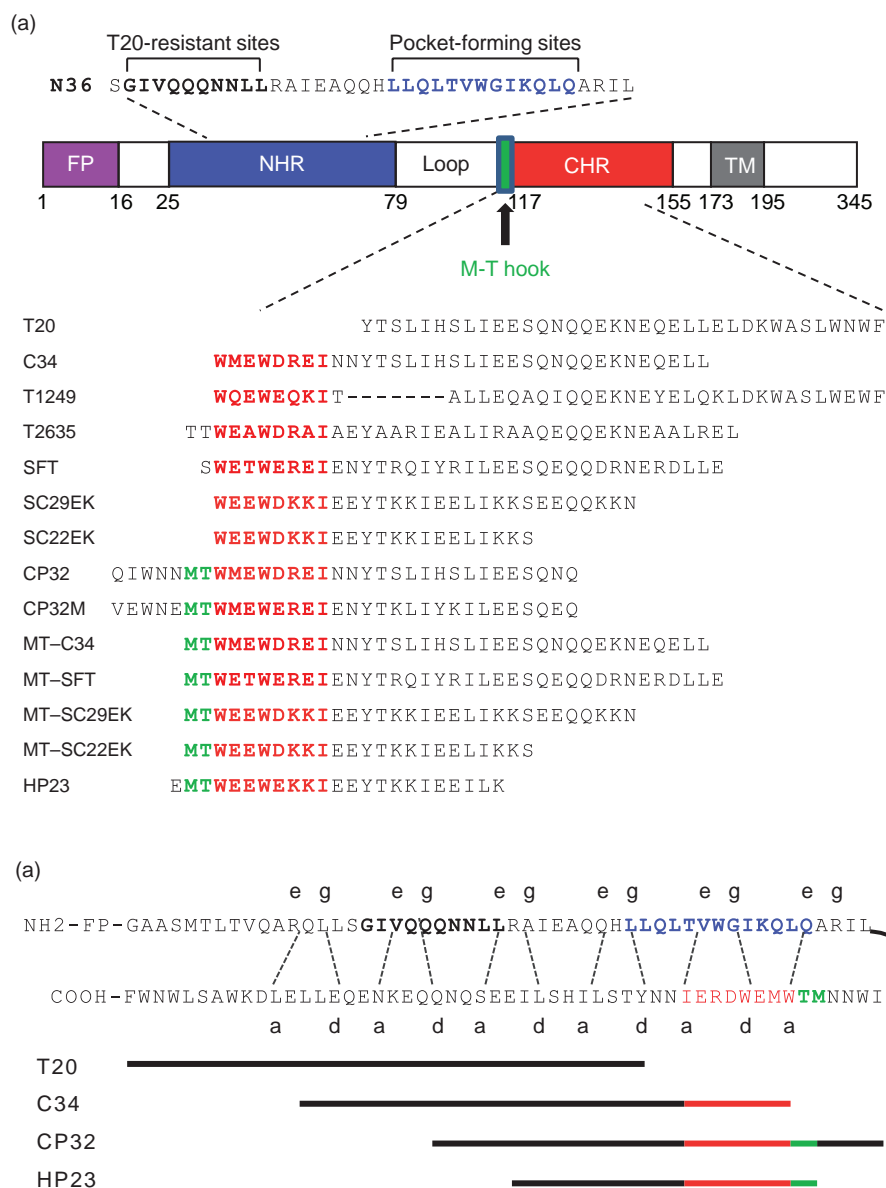 (a)
T20-resistant sites Pocket-forming sites
N36 SGIVQQQNNLLRAIEAQQHLLQLTVWGIKQLQARIL
FP NHR Loop CHR TM
1 16 25 79 117 155 173 195 345
M-T hook
T20 YTSLIHSLIEESQNQQEKNEQELLELDKWASLWNWF
C34 WMEWDREINNYTSLIHSLIEESQNQQEKNEQELL
T1249 WQEWEQKIT-------ALLEQAQIQQEKNEYELQKLDKWASLWEWF
T2635 TTWEAWDRAIAEYAARIEALIRAAQEQQEKNEAALREL
SFT SWETWEREIENYTRQIYRILEESQEQQDRNERDLLE
SC29EK WEEWDKKIEEYTKKIEELIKKSEEQQKKN
SC22EK WEEWDKKIEEYTKKIEELIKKS
CP32 QIWNNMTWMEWDREINNYTSLIHSLIEESQNQ
CP32M VEWNEMTWMEWEREIENYTKLIYKILEESQEQ
MT–C34 MTWMEWDREINNYTSLIHSLIEESQNQQEKNEQELL
MT–SFT MTWETWEREIENYTRQIYRILEESQEQQDRNERDLLE
MT–SC29EK MTWEEWDKKIEEYTKKIEELIKKSEEQQKKN
MT–SC22EK MTWEEWDKKIEEYTKKIEELIKKS
HP23 EMTWEEWEKKIEEYTKKIEEILK
(a)
e g e g e g e g e g e g
NH2-FP-GAASMTLTVQARQLLSGIVQQQNNLLRAIEAQQHLLQLTVWGIKQLQARIL
COOH-FWNWLSAWKDLELLEQENKEQQNQSEEILSHILSTYNNIERDWEMWTMNNWI
a d a d a d a d a d a
T20
C34
CP32
HP23